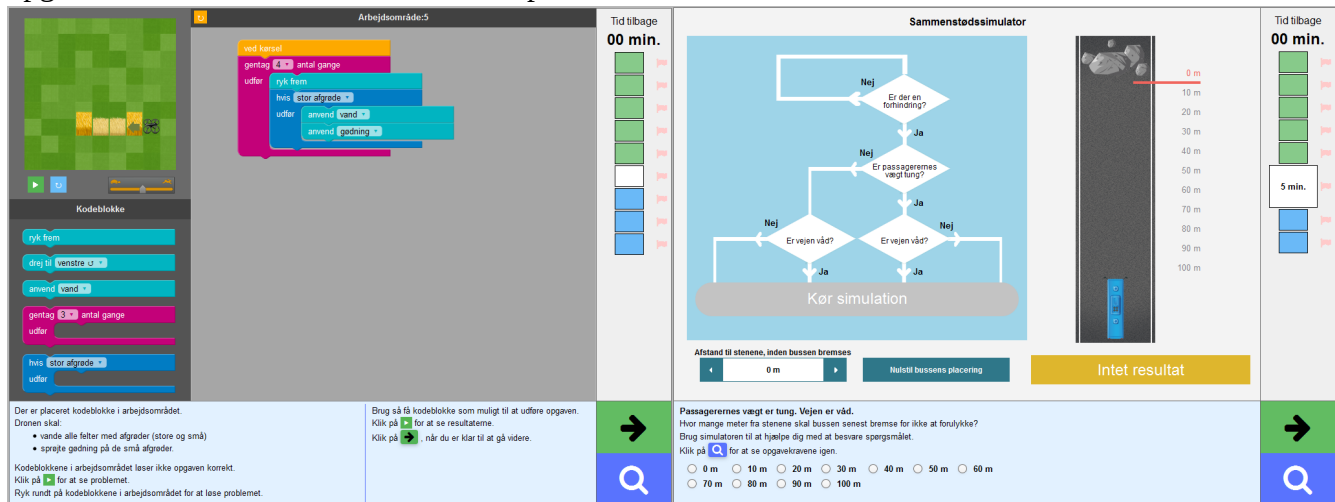 Arbejdsområde:5
ved kørsel
gentag 4 antal gange
udfør
ryk frem
hvis stor afgrøde
udfør
anvend vand
anvend gødning
Kodeblokke
ryk frem
drej til venstre
anvend vand
gentag 3 antal gange
udfør
hvis stor afgrøde
udfør
Der er placeret kodeblokke i arbejdsområdet.
Dronen skal:
• vande alle felter med afgrøder (store og små)
• sprøjte gødning på de små afgrøder.
Kodeblokkene i arbejdsområdet løser ikke opgaven korrekt.
Klik på for at se problemet.
Ryk rundt på kodeblokkene i arbejdsområdet for at løse problemet.
Brug så få kodeblokke som muligt til at udføre opgaven.
Klik på for at se resultaterne.
Klik på , når du er klar til at gå videre.
Tid tilbage
00 min.
Sammenstødssimulator
Nej
Er der en
forhindring?
Ja
Nej
Er passagerernes
vægt tung?
Ja
Nej
Nej
Er vejen våd?
Er vejen våd?
Ja
Ja
Kør simulation
0 m
10 m
20 m
30 m
40 m
50 m
60 m
70 m
80 m
90 m
100 m
Afstand til stenene, inden bussen bremses
0 m
Nulstil bussens placering
Intet resultat
Passagerernes vægt er tung. Vejen er våd.
Hvor mange meter fra stenene skal bussen senest bremse for ikke at forulykke?
Brug simulatoren til at hjælpe dig med at besvare spørgsmålet.
Klik på for at se opgavekravene igen.
0 m 10 m 20 m 30 m 40 m 50 m 60 m
70 m 80 m 90 m 100 m
Tid tilbage
00 min.
5 min.